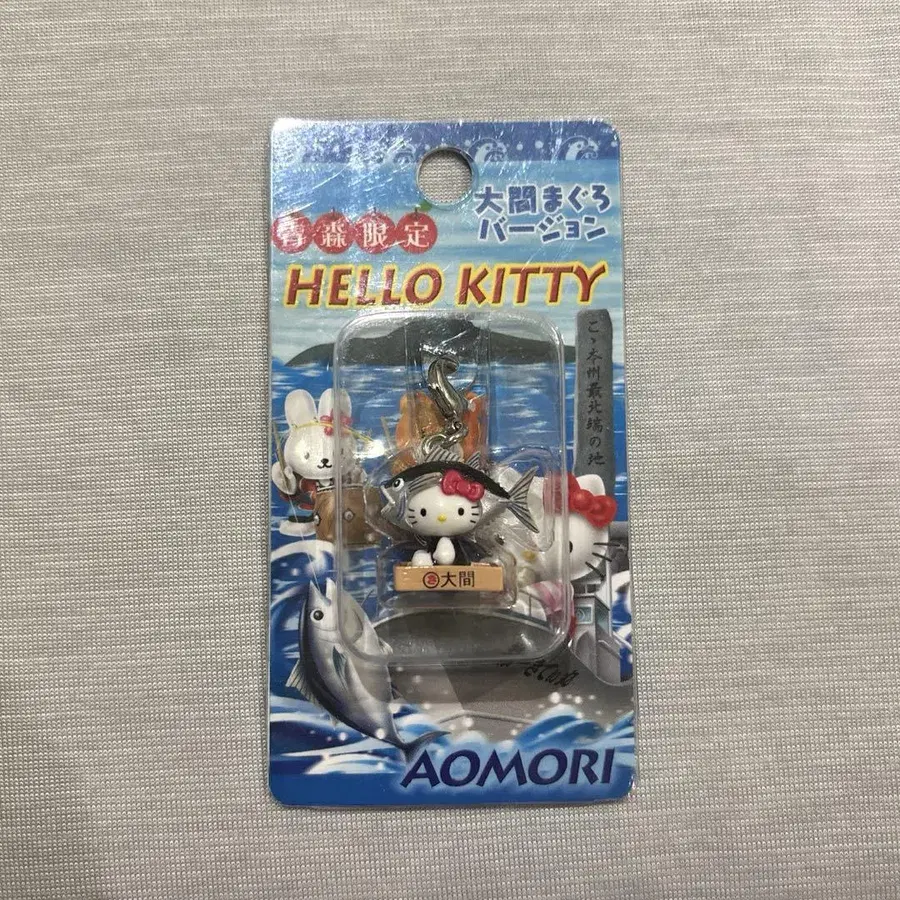 大間まぐろ
バージョン
青森限定
HELLO KITTY
こゝ本州最北端の地
大間
AOMORI